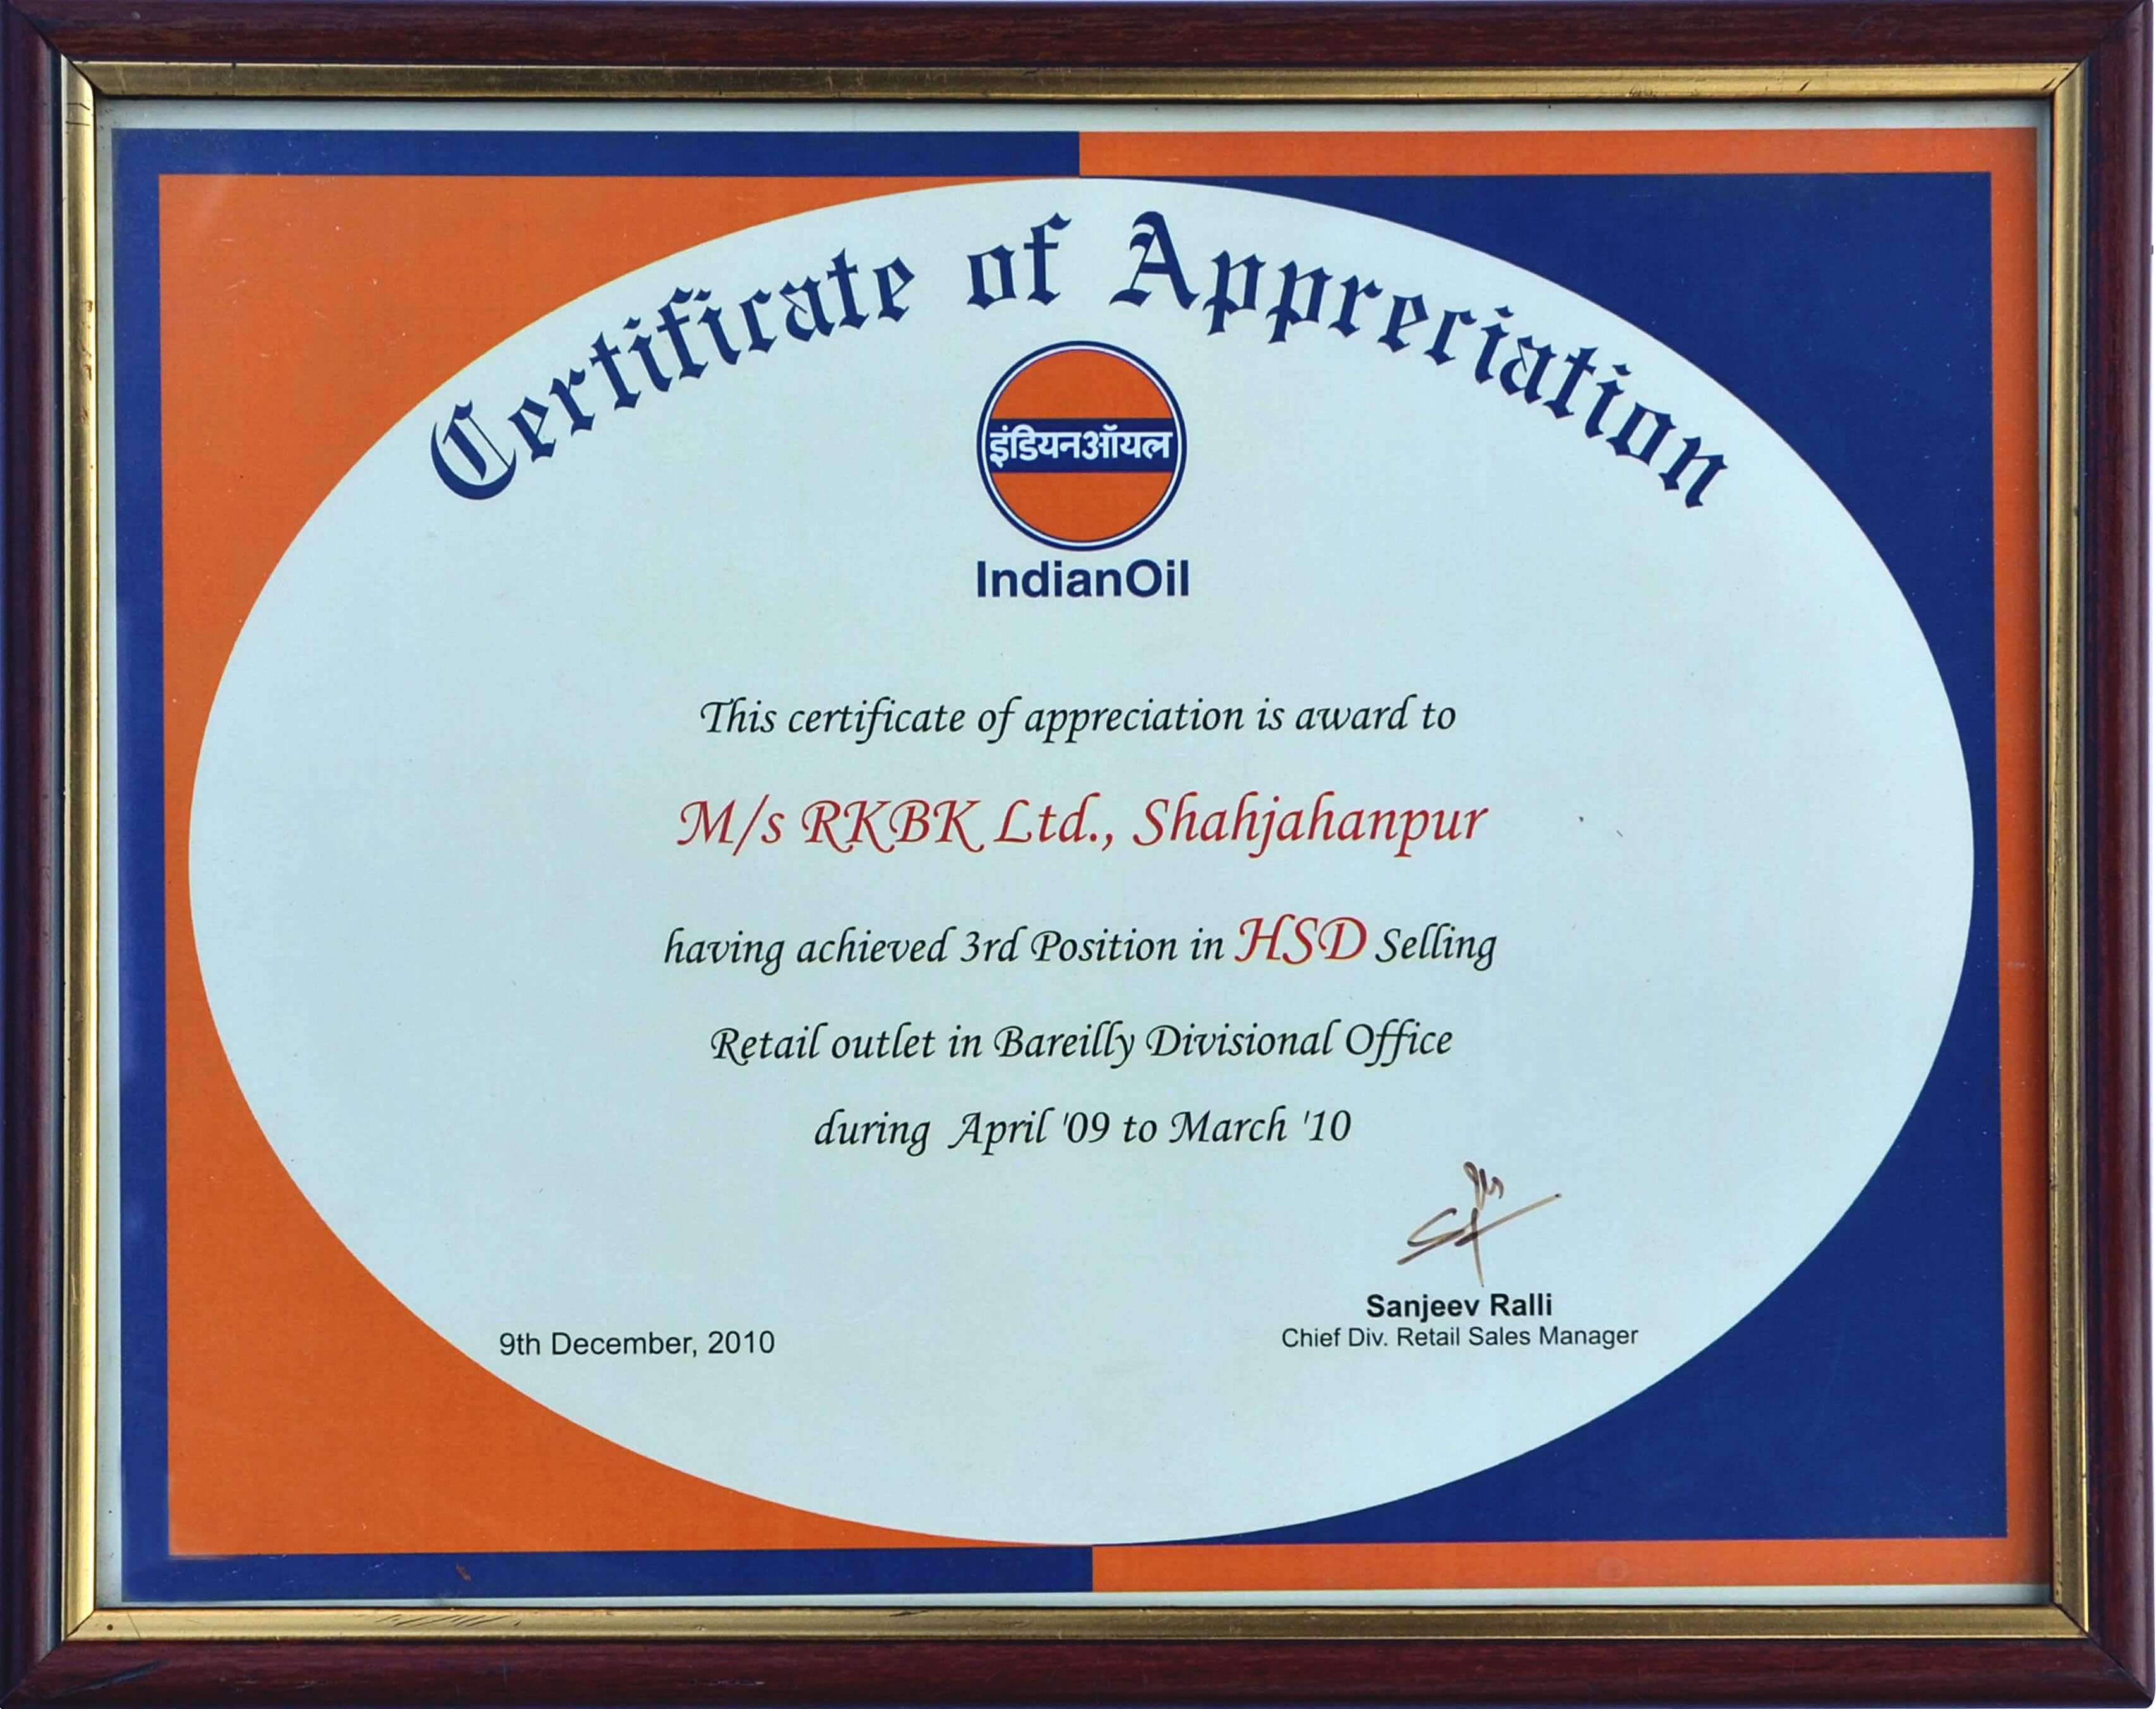 Certificate of Appreciation
इंडियनऑयल
IndianOil
This certificate of appreciation is award to
M/s RKBK Ltd., Shahjahanpur
having achieved 3rd Position in HSD Selling
Retail outlet in Bareilly Divisional Office
during April '09 to March '10
Sanjeev Ralli
Chief Div. Retail Sales Manager
9th December, 2010